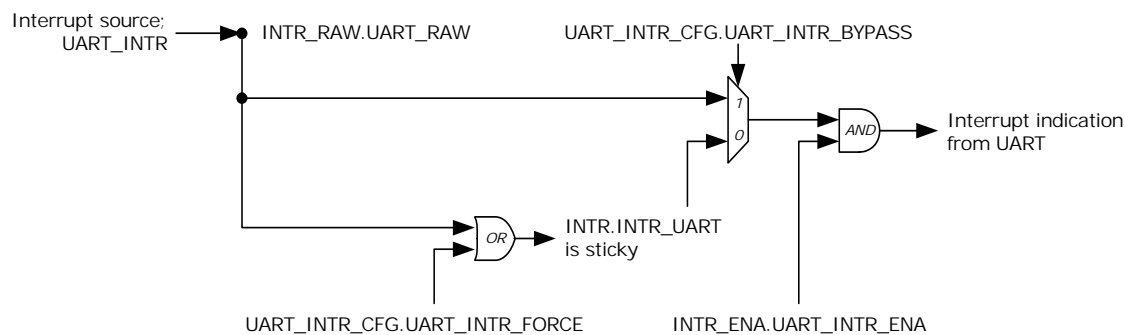 Interrupt source;
UART_INTR
INTR_RAW.UART_RAW
UART_INTR_CFG.UART_INTR_BYPASS
1
0
AND
Interrupt indication
from UART
OR
INTR.INTR_UART
is sticky
UART_INTR_CFG.UART_INTR_FORCE
INTR_ENA.UART_INTR_ENA